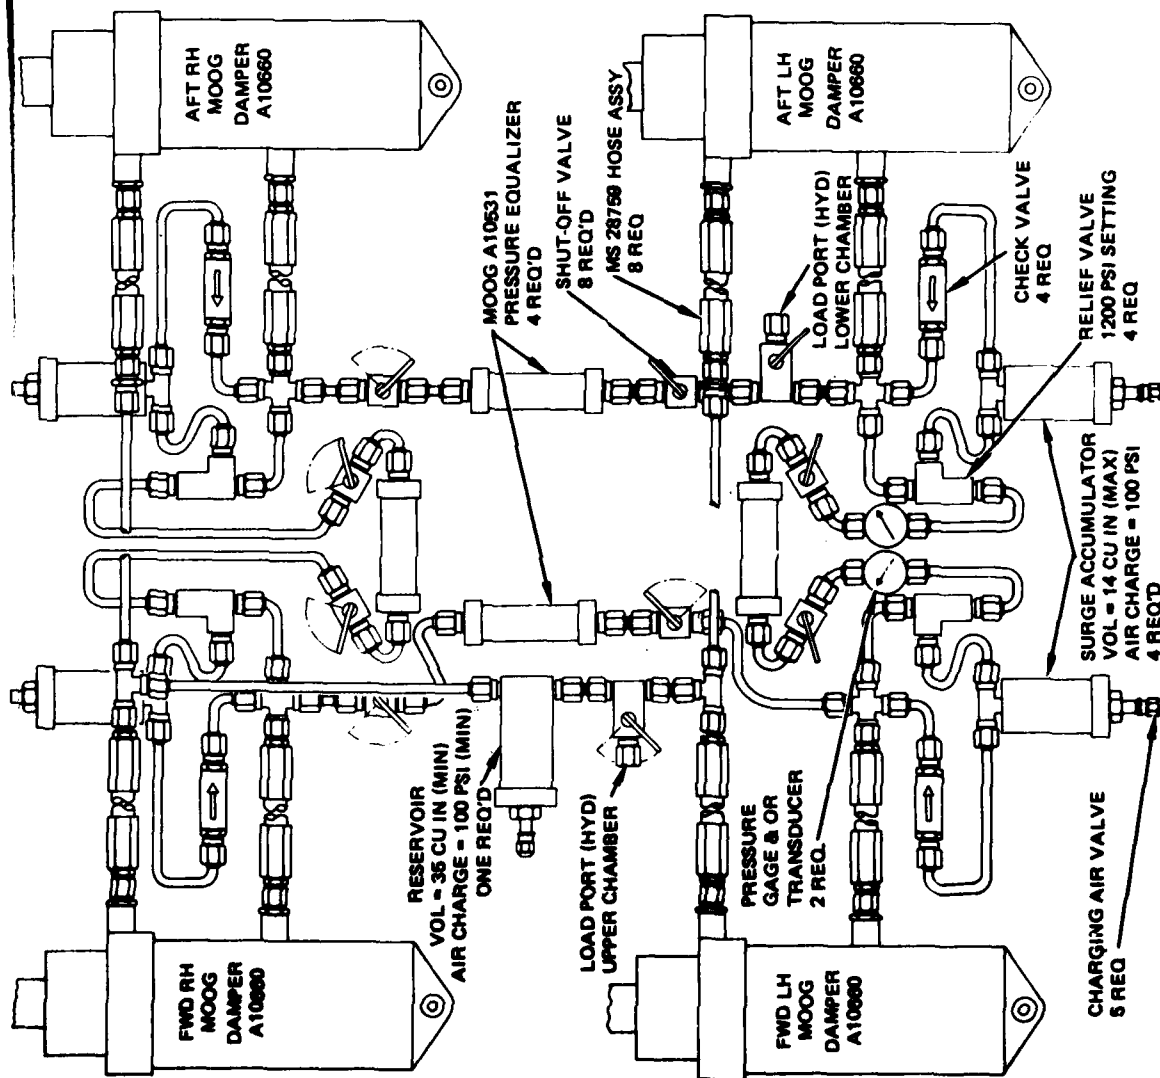 AFT RH
MOOG
DAMPER
A10660
AFT LH
MOOG
DAMPER
A10660
MOOG A10531
PRESSURE EQUALIZER
4 REQ'D
SHUT-OFF VALVE
8 REQ'D
MS 28759 HOSE ASSY
8 REQ
LOAD PORT (HYD)
LOWER CHAMBER
CHECK VALVE
4 REQ
RELIEF VALVE
1200 PSI SETTING
4 REQ
SURGE ACCUMULATOR
VOL = 14 CU IN (MAX)
AIR CHARGE = 100 PSI
4 REQ'D
RESERVOIR
VOL = 35 CU IN (MIN)
AIR CHARGE = 100 PSI (MIN)
ONE REQ'D
LOAD PORT (HYD)
UPPER CHAMBER
PRESSURE
GAGE & OR
TRANSDUCER
2 REQ.
CHARGING AIR VALVE
5 REQ
FWD RH
MOOG
DAMPER
A10660
FWD LH
MOOG
DAMPER
A10660